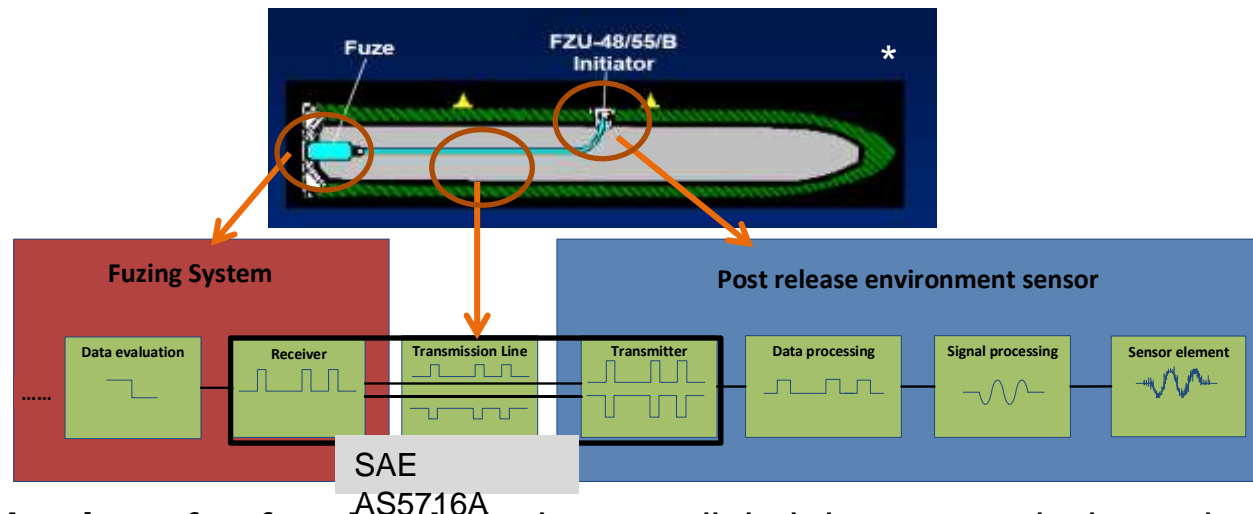 Fuze
FZU-48/55/B
Initiator
*
Fuzing System
Post release environment sensor
Data evaluation
Receiver
Transmission Line
Transmitter
Data processing
Signal processing
Sensor element
......
SAE
AS5716A